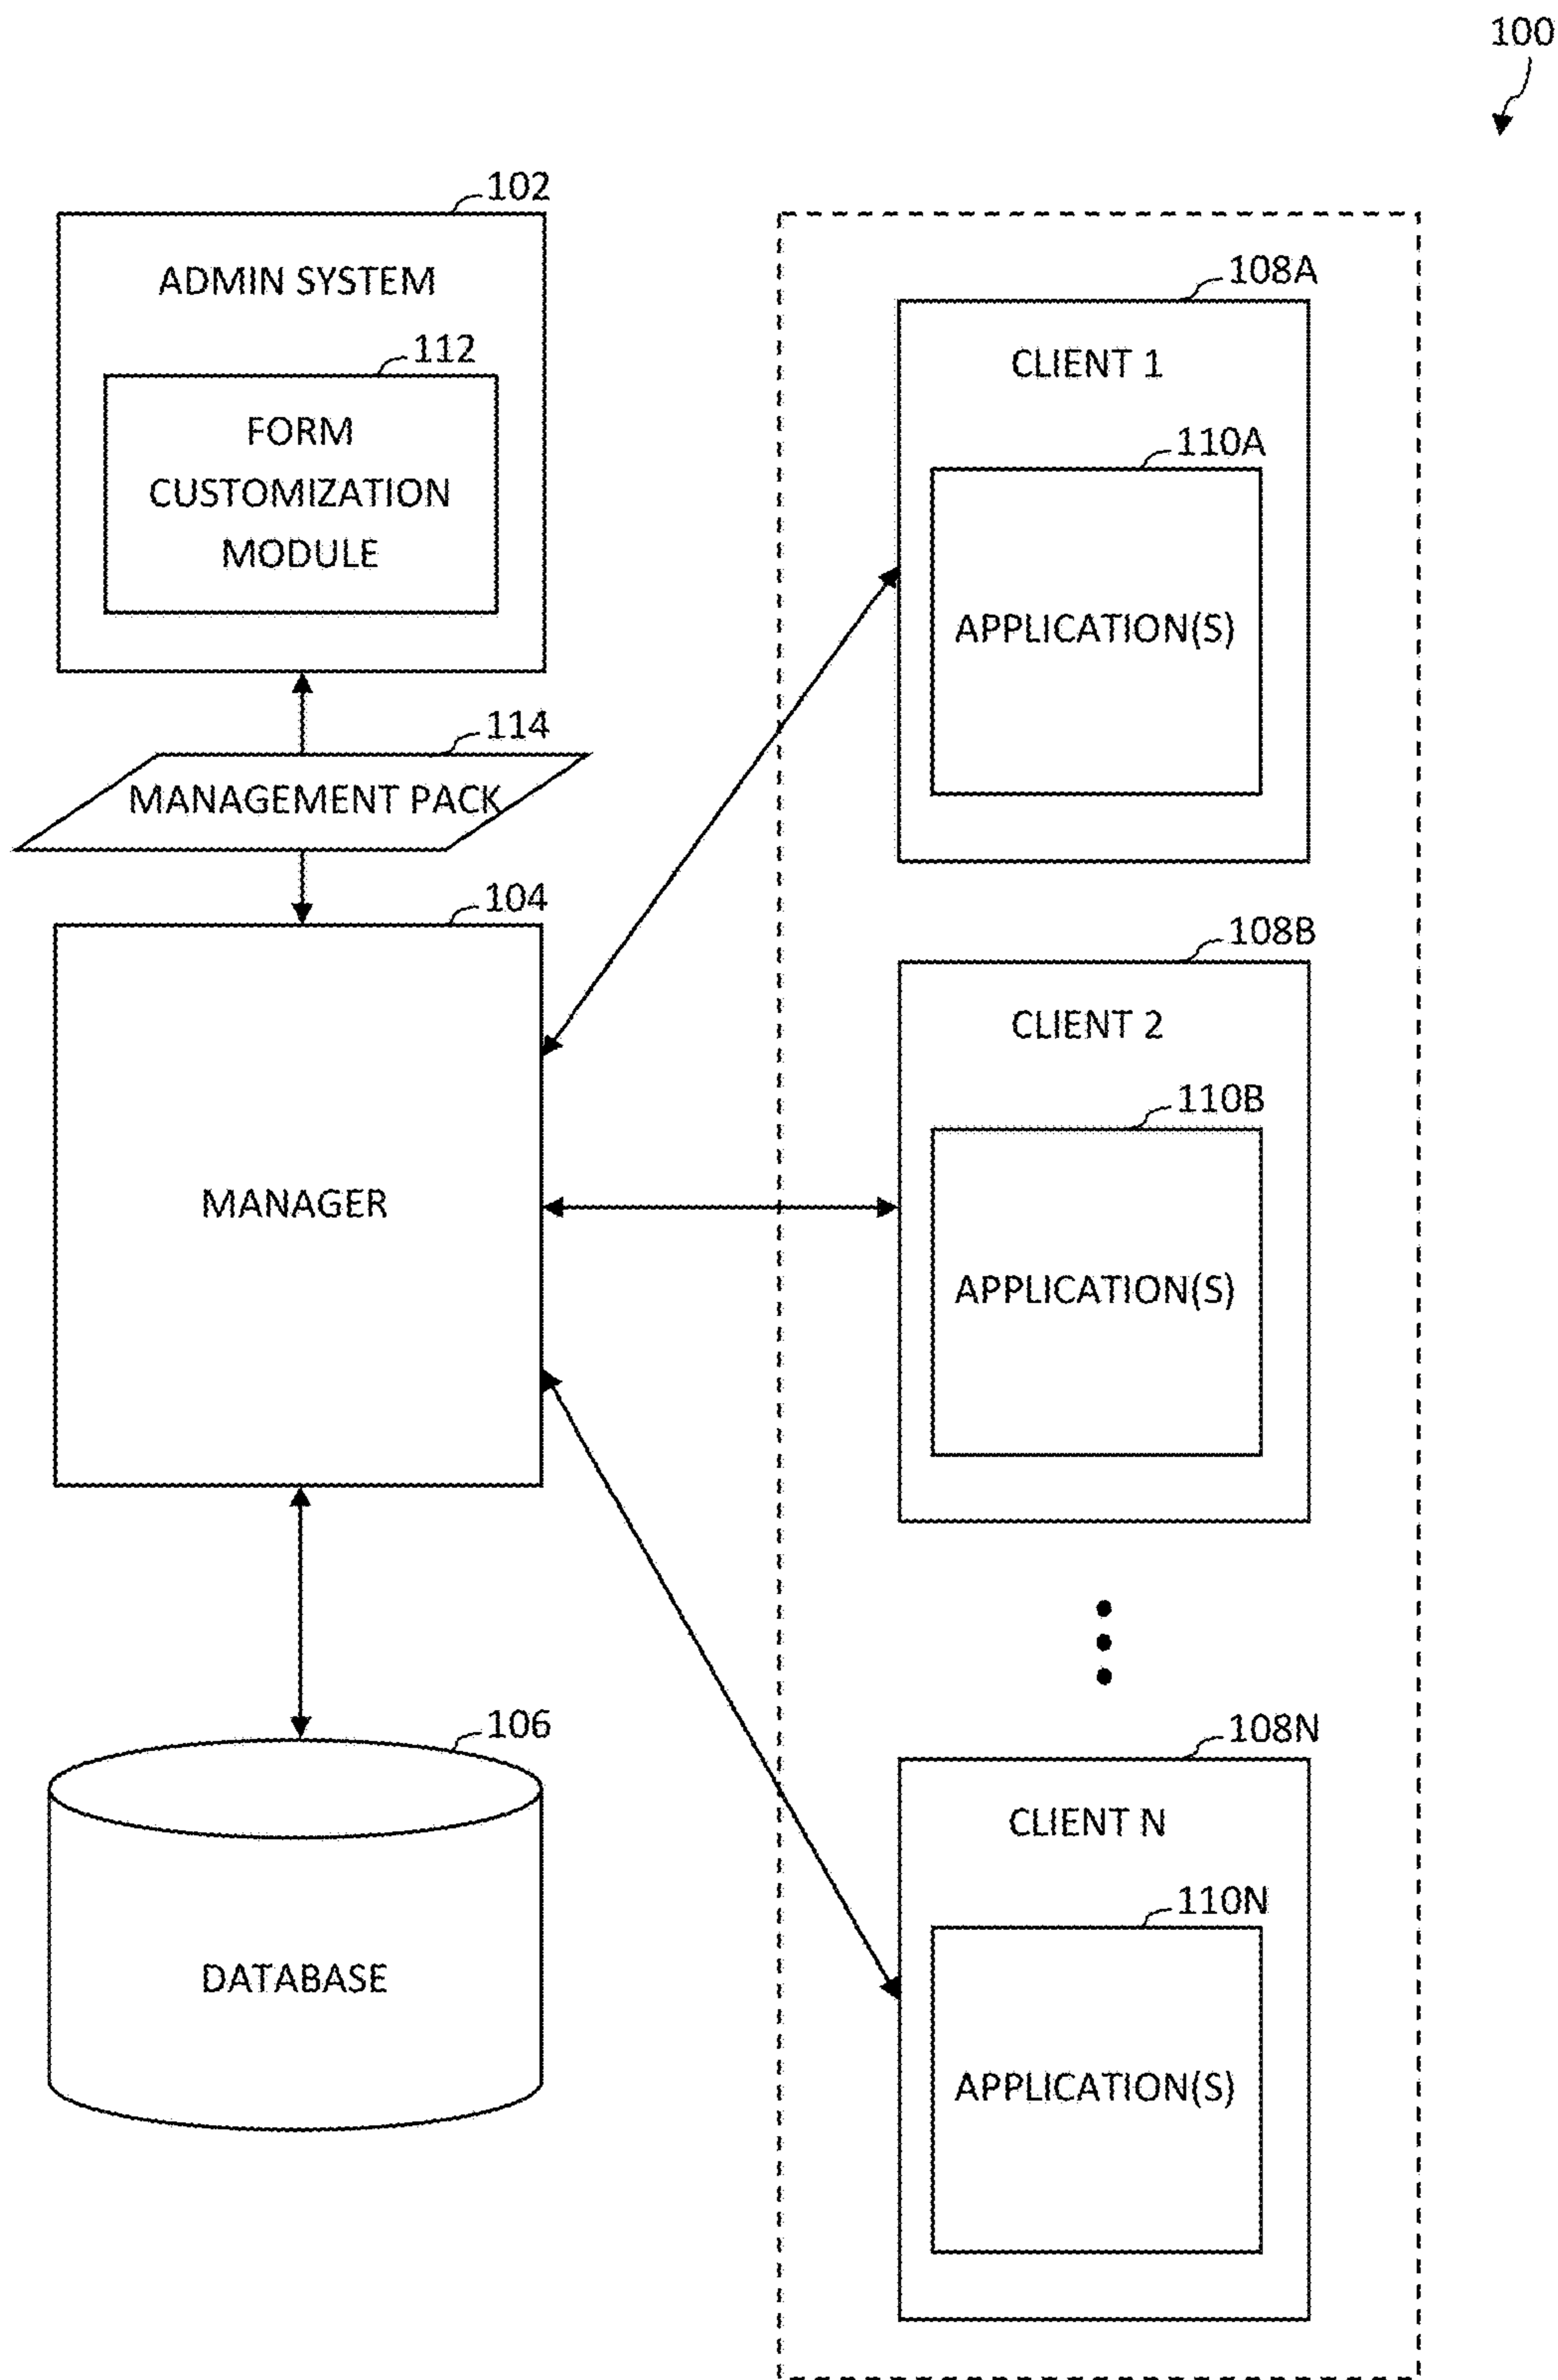 100
102
ADMIN SYSTEM
112
FORM
CUSTOMIZATION
MODULE
114
MANAGEMENT PACK
104
MANAGER
106
DATABASE
108A
CLIENT 1
110A
APPLICATION(S)
108B
CLIENT 2
110B
APPLICATION(S)
108N
CLIENT N
110N
APPLICATION(S)